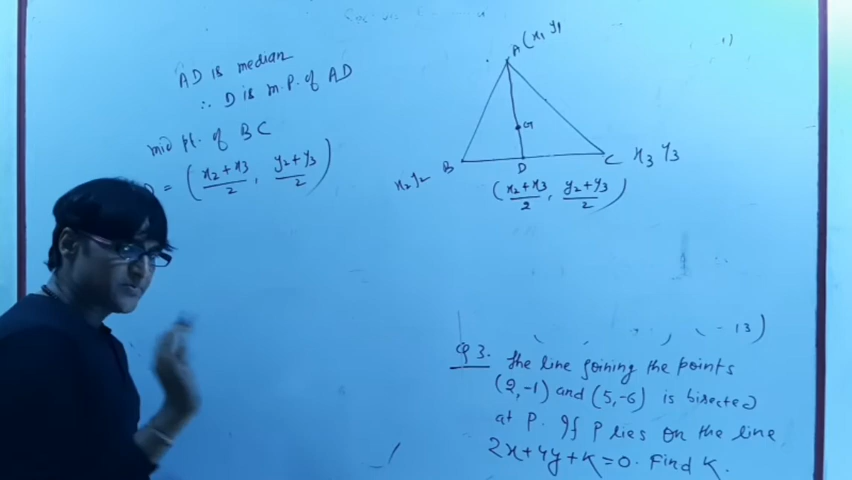 AD is median
∴ D is m.P. of AD
mid pt. of BC
D = (x2+x3/2, y2+y3/2)
A(x1 y1
G
B
D
C
x2 y2
x3 y3
(x2+x3/2, y2+y3/2)
-13)
Q3. The line joining the points
(2,-1) and (5,-6) is bisected
at P. If P lies on the line
2x+4y+K=0. Find K.